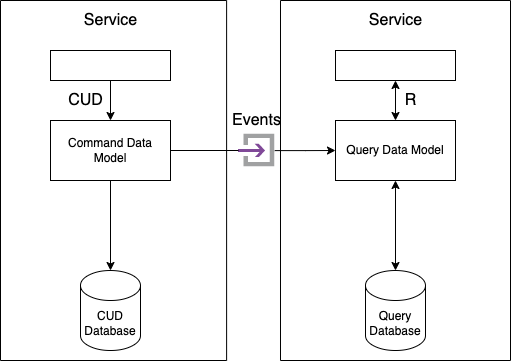 Service
CUD
Command Data
Model
CUD
Database
Events
Service
R
Query Data Model
Query
Database